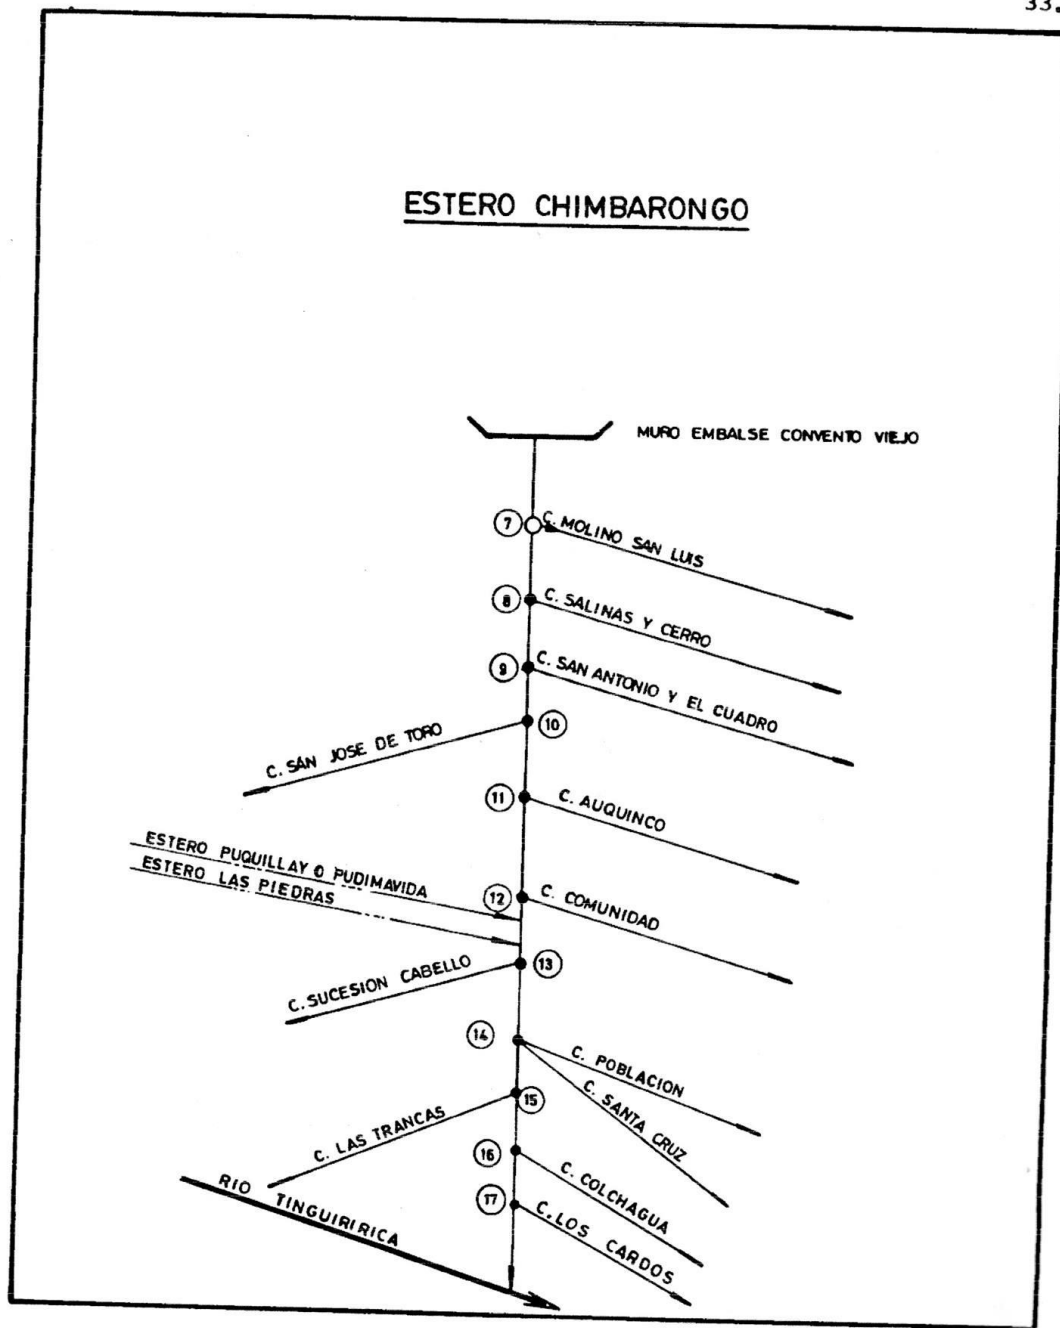 33.
ESTERO CHIMBARONGO
MURO EMBALSE CONVENTO VIEJO
7
C. MOLINO SAN LUIS
8
C. SALINAS Y CERRO
9
C. SAN ANTONIO Y EL CUADRO
10
C. SAN JOSE DE TORO
11
C. AUQUINCO
ESTERO PUQUILLAY O PUDIMAVIDA
ESTERO LAS PIEDRAS
12
C. COMUNIDAD
13
C. SUCESION CABELLO
14
C. POBLACION
C. SANTA CRUZ
15
C. LAS TRANCAS
16
C. COLCHAGUA
17
C. LOS CARDOS
RIO TINGUIRIRICA